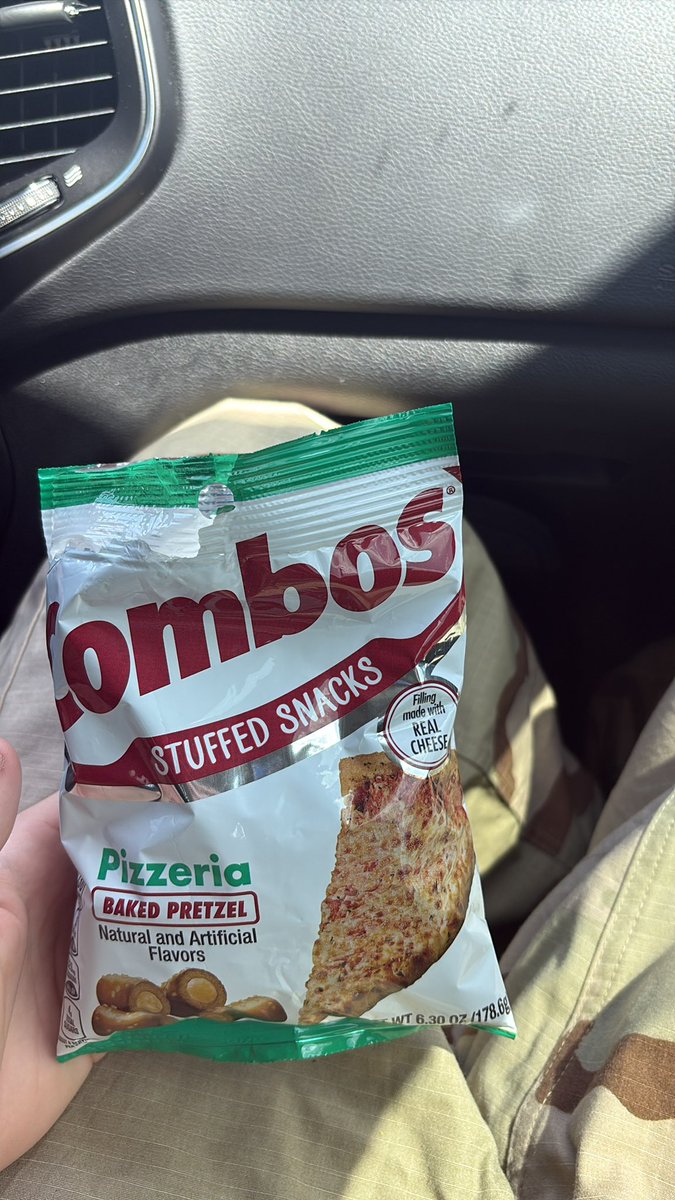 Combos®
STUFFED SNACKS
Filling
made with
REAL
CHEESE
Pizzeria
BAKED PRETZEL
Natural and Artificial
Flavors
WT 6.30 OZ /178.6g